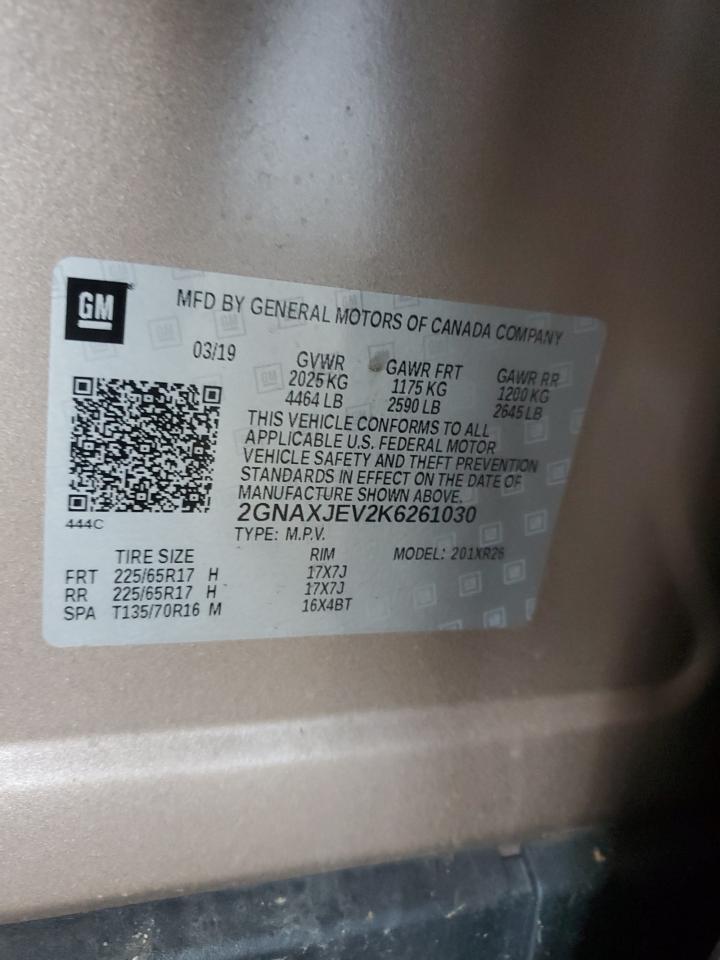 GM
MFD BY GENERAL MOTORS OF CANADA COMPANY
03/19 GVWR GAWR FRT GAWR RR
2025 KG 1175 KG 1200 KG
4464 LB 2590 LB 2645 LB
THIS VEHICLE CONFORMS TO ALL
APPLICABLE U.S. FEDERAL MOTOR
VEHICLE SAFETY AND THEFT PREVENTION
STANDARDS IN EFFECT ON THE DATE OF
MANUFACTURE SHOWN ABOVE.
2GNAXJEV2K6261030
444C
TYPE: M.P.V.
TIRE SIZE RIM MODEL: 201XR26
FRT 225/65R17 H 17X7J
RR 225/65R17 H 17X7J
SPA T135/70R16 M 16X4BT